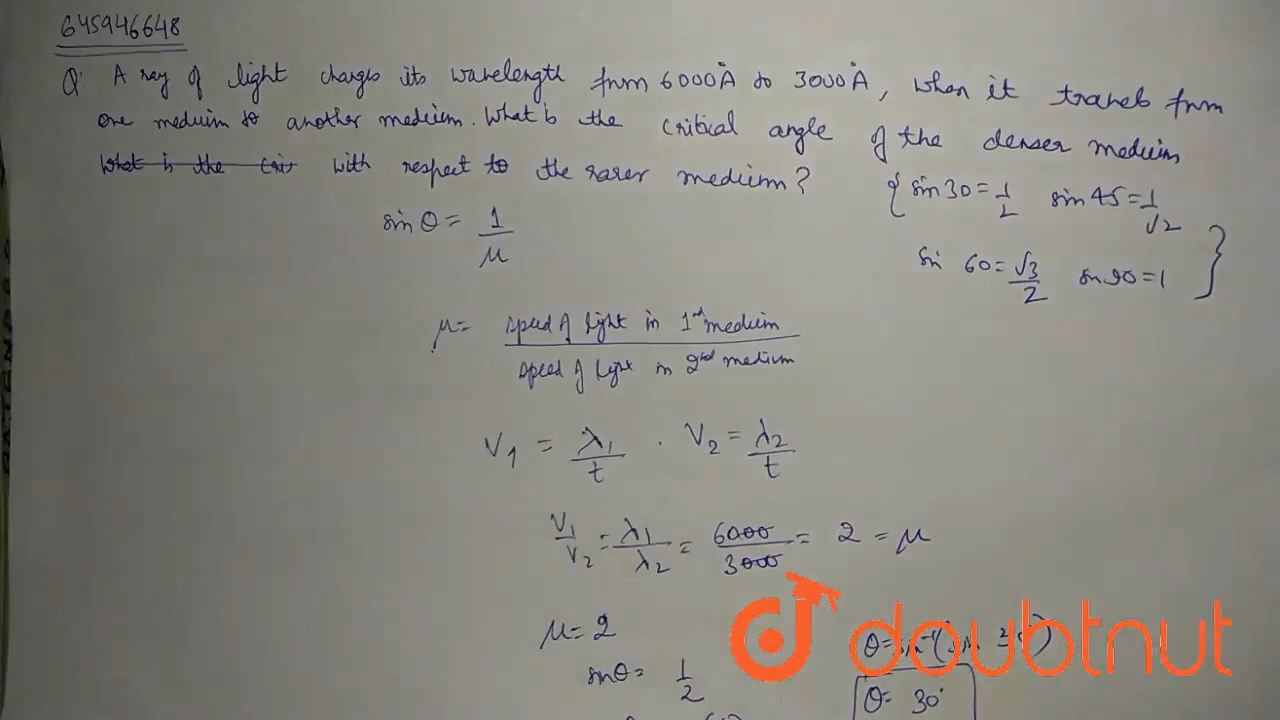 645946648
Q: A ray of light changes its wavelength from 6000Å to 3000Å, when it travels from
one medium to another medium. What is the critical angle of the denser medium
What is the cri with respect to the rarer medium?
{ sin 30 = 1/2 sin 45 = 1/√2
sin 60 = √3/2 sin 90 = 1 }
sin θ = 1/μ
μ = speed of light in 1st medium / speed of light in 2nd medium
V1 = λ1/t . V2 = λ2/t
V1/V2 = λ1/λ2 = 6000/3000 = 2 = μ
μ = 2
sin θ = 1/2
θ = 30°
doubtnut